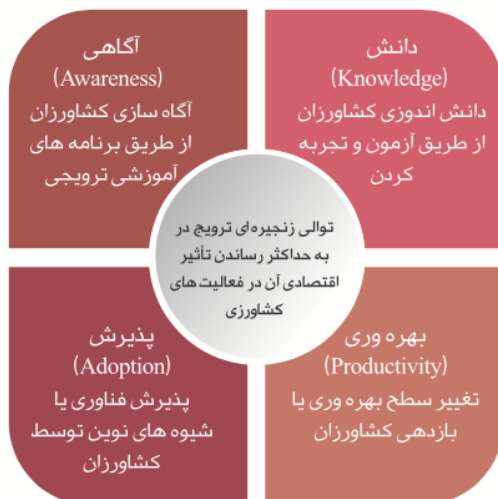 آگاهی
(Awareness)
آگاه سازی کشاورزان
از طریق برنامه های
آموزشی ترویجی
دانش
(Knowledge)
دانش اندوزی کشاورزان
از طریق آزمون و تجربه
کردن
توالی زنجیره‌ای ترویج در
به حداکثر رساندن تأثیر
اقتصادی آن در فعالیت های
کشاورزی
پذیرش
(Adoption)
پذیرش فناوری یا
شیوه های نوین توسط
کشاورزان
بهره وری
(Productivity)
تغییر سطح بهره وری یا
بازدهی کشاورزان